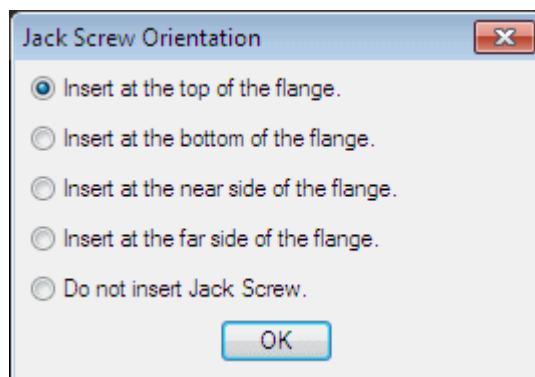 Jack Screw Orientation
Insert at the top of the flange.
Insert at the bottom of the flange.
Insert at the near side of the flange.
Insert at the far side of the flange.
Do not insert Jack Screw.
OK